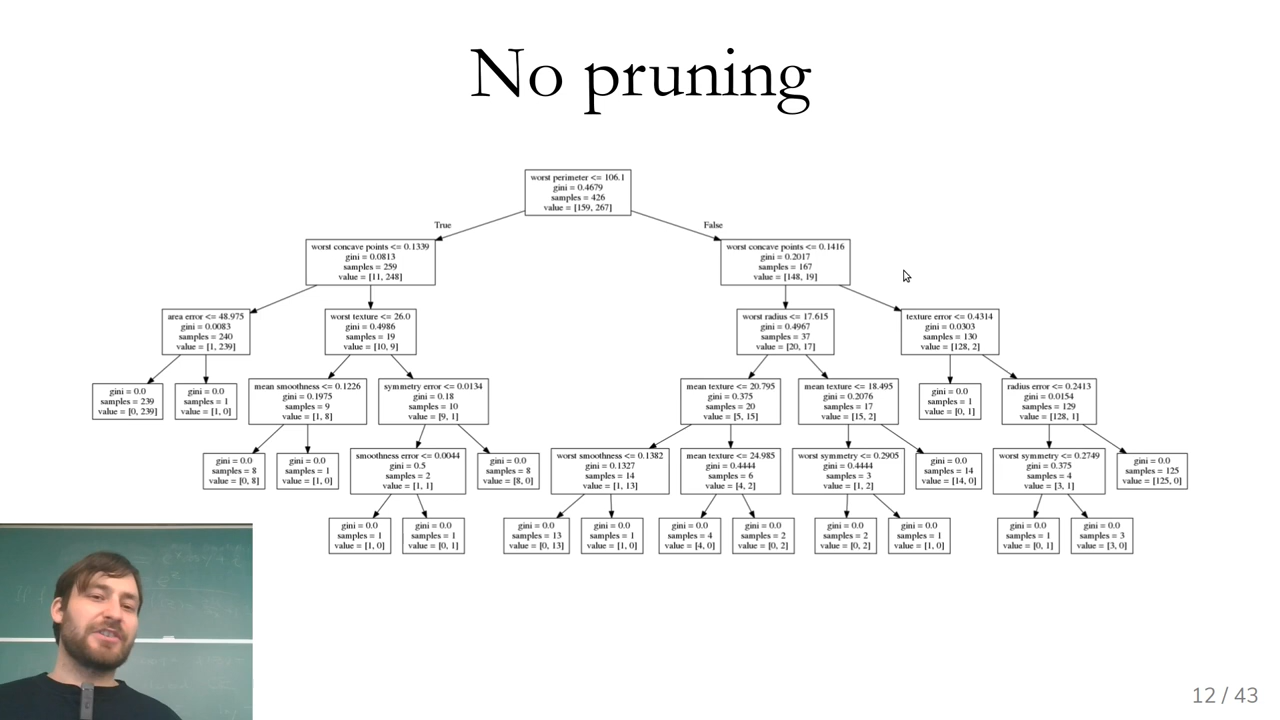 No pruning
worst perimeter <= 106.1
gini = 0.4679
samples = 426
value = [159, 267]
True
False
worst concave points <= 0.1339
gini = 0.0813
samples = 259
value = [11, 248]
worst concave points <= 0.1416
gini = 0.2017
samples = 167
value = [148, 19]
area error <= 48.975
gini = 0.0083
samples = 240
value = [1, 239]
worst texture <= 26.0
gini = 0.4986
samples = 19
value = [10, 9]
worst radius <= 17.615
gini = 0.4967
samples = 37
value = [20, 17]
texture error <= 0.4314
gini = 0.0303
samples = 130
value = [128, 2]
gini = 0.0
samples = 239
value = [0, 239]
gini = 0.0
samples = 1
value = [1, 0]
mean smoothness <= 0.1226
gini = 0.1975
samples = 9
value = [1, 8]
symmetry error <= 0.0134
gini = 0.18
samples = 10
value = [9, 1]
mean texture <= 20.795
gini = 0.375
samples = 20
value = [5, 15]
mean texture <= 18.495
gini = 0.2076
samples = 17
value = [15, 2]
gini = 0.0
samples = 1
value = [0, 1]
radius error <= 0.2413
gini = 0.0154
samples = 129
value = [128, 1]
gini = 0.0
samples = 8
value = [0, 8]
gini = 0.0
samples = 1
value = [1, 0]
smoothness error <= 0.0044
gini = 0.5
samples = 2
value = [1, 1]
gini = 0.0
samples = 8
value = [8, 0]
worst smoothness <= 0.1382
gini = 0.1327
samples = 14
value = [1, 13]
mean texture <= 24.985
gini = 0.4444
samples = 6
value = [4, 2]
worst symmetry <= 0.2905
gini = 0.4444
samples = 3
value = [1, 2]
gini = 0.0
samples = 14
value = [14, 0]
worst symmetry <= 0.2749
gini = 0.375
samples = 4
value = [3, 1]
gini = 0.0
samples = 125
value = [125, 0]
gini = 0.0
samples = 1
value = [1, 0]
gini = 0.0
samples = 1
value = [0, 1]
gini = 0.0
samples = 13
value = [0, 13]
gini = 0.0
samples = 1
value = [1, 0]
gini = 0.0
samples = 4
value = [4, 0]
gini = 0.0
samples = 2
value = [0, 2]
gini = 0.0
samples = 2
value = [0, 2]
gini = 0.0
samples = 1
value = [1, 0]
gini = 0.0
samples = 1
value = [0, 1]
gini = 0.0
samples = 3
value = [3, 0]
12 / 43